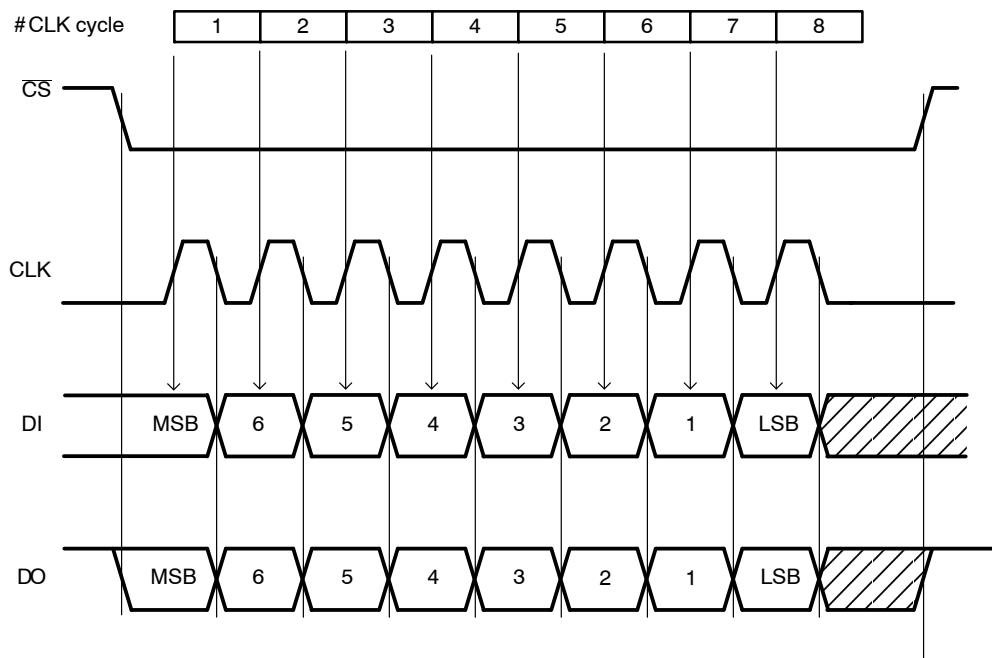 # CLK cycle 1 2 3 4 5 6 7 8
CS
CLK
DI MSB 6 5 4 3 2 1 LSB
DO MSB 6 5 4 3 2 1 LSB